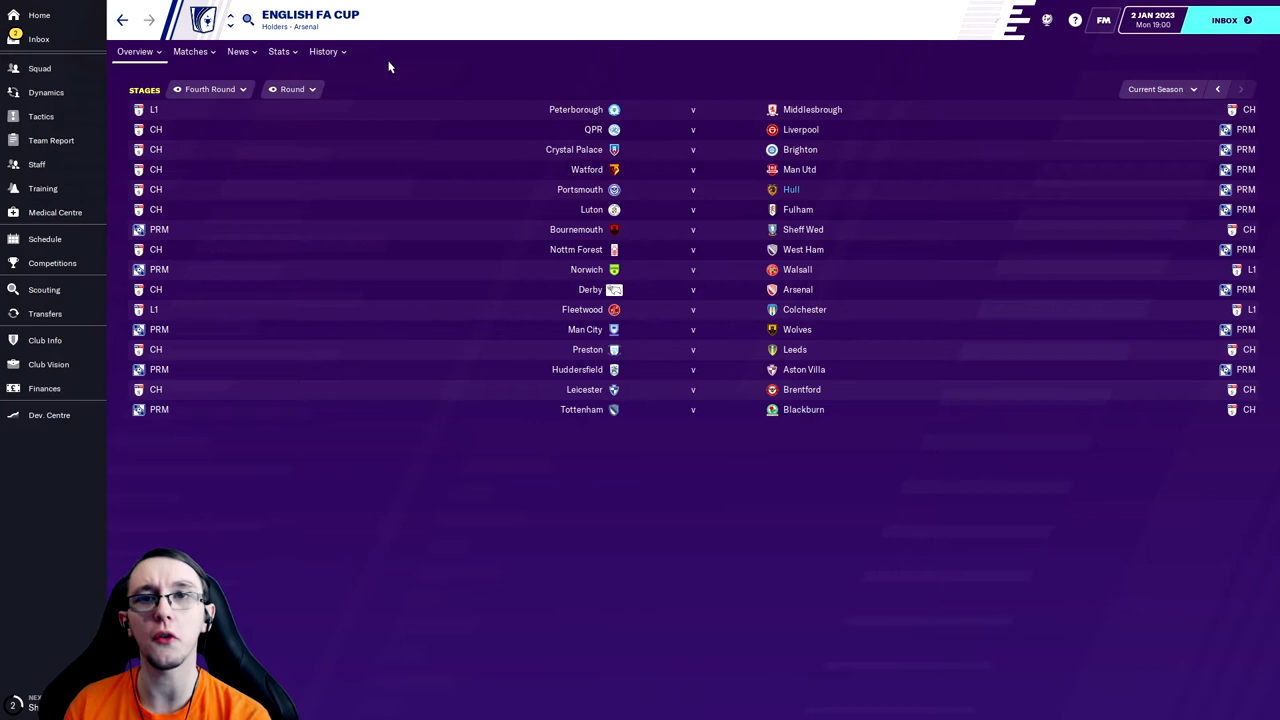 Home
2
Inbox
Squad
Dynamics
Tactics
Team Report
Staff
Training
Medical Centre
Schedule
Competitions
Scouting
Transfers
Club Info
Club Vision
Finances
Dev. Centre
2
NEX
Sh
ENGLISH FA CUP
Holders - Arsenal
?
FM
2 JAN 2023
Mon 19:00
INBOX
Overview Matches News Stats History
STAGES Fourth Round Round Current Season
L1 Peterborough v Middlesbrough CH
CH QPR v Liverpool PRM
CH Crystal Palace v Brighton PRM
CH Watford v Man Utd PRM
CH Portsmouth v Hull PRM
CH Luton v Fulham PRM
PRM Bournemouth v Sheff Wed CH
CH Nottm Forest v West Ham PRM
PRM Norwich v Walsall L1
CH Derby v Arsenal PRM
L1 Fleetwood v Colchester L1
PRM Man City v Wolves PRM
CH Preston v Leeds CH
PRM Huddersfield v Aston Villa PRM
CH Leicester v Brentford CH
PRM Tottenham v Blackburn CH